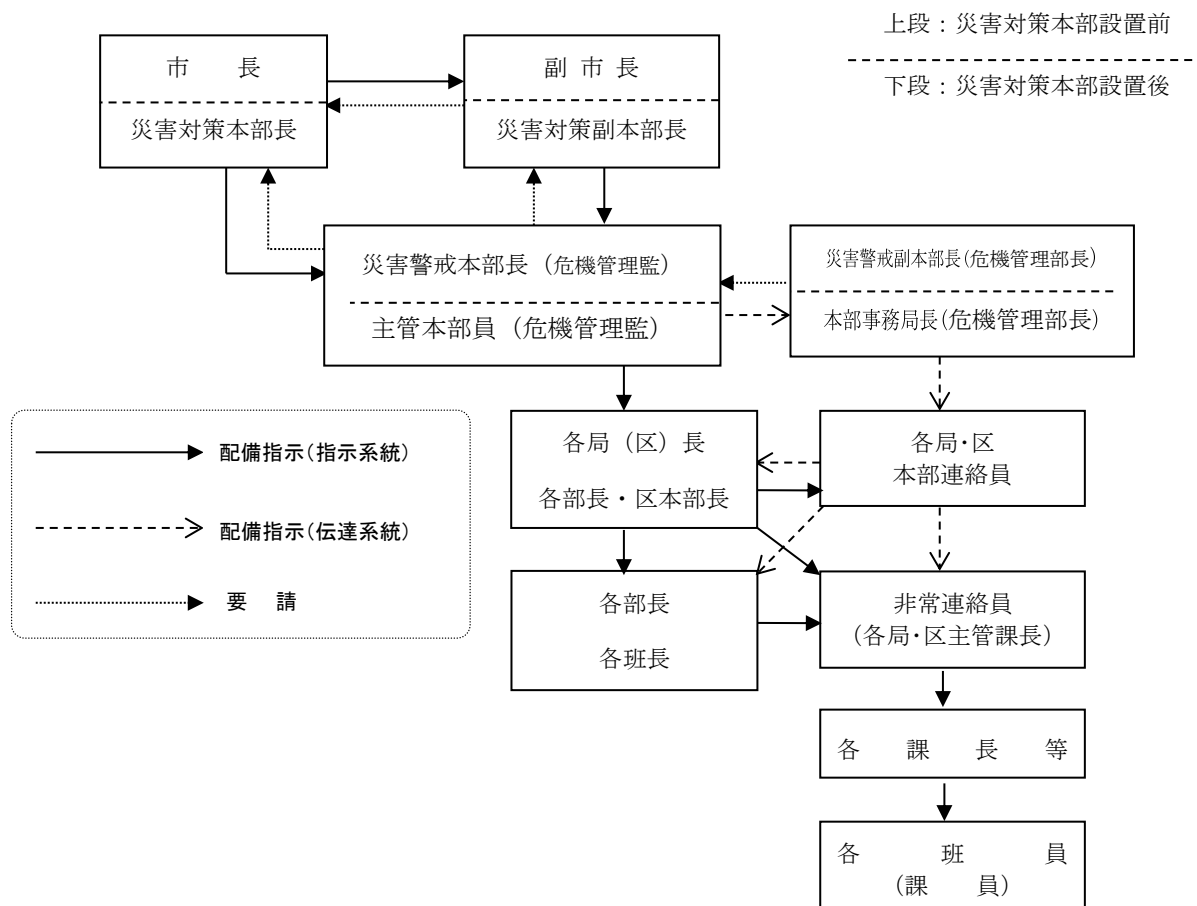 上段：災害対策本部設置前
下段：災害対策本部設置後
市　　長
災害対策本部長
副 市 長
災害対策副本部長
災害警戒本部長（危機管理監）
主管本部員（危機管理監）
災害警戒副本部長(危機管理部長)
本部事務局長(危機管理部長)
配備指示(指示系統)
配備指示(伝達系統)
要　請
各局（区）長
各部長・区本部長
各局･区
本部連絡員
各部長
各班長
非常連絡員
(各局･区主管課長)
各　課　長　等
各　　班　　員
(課　　員)